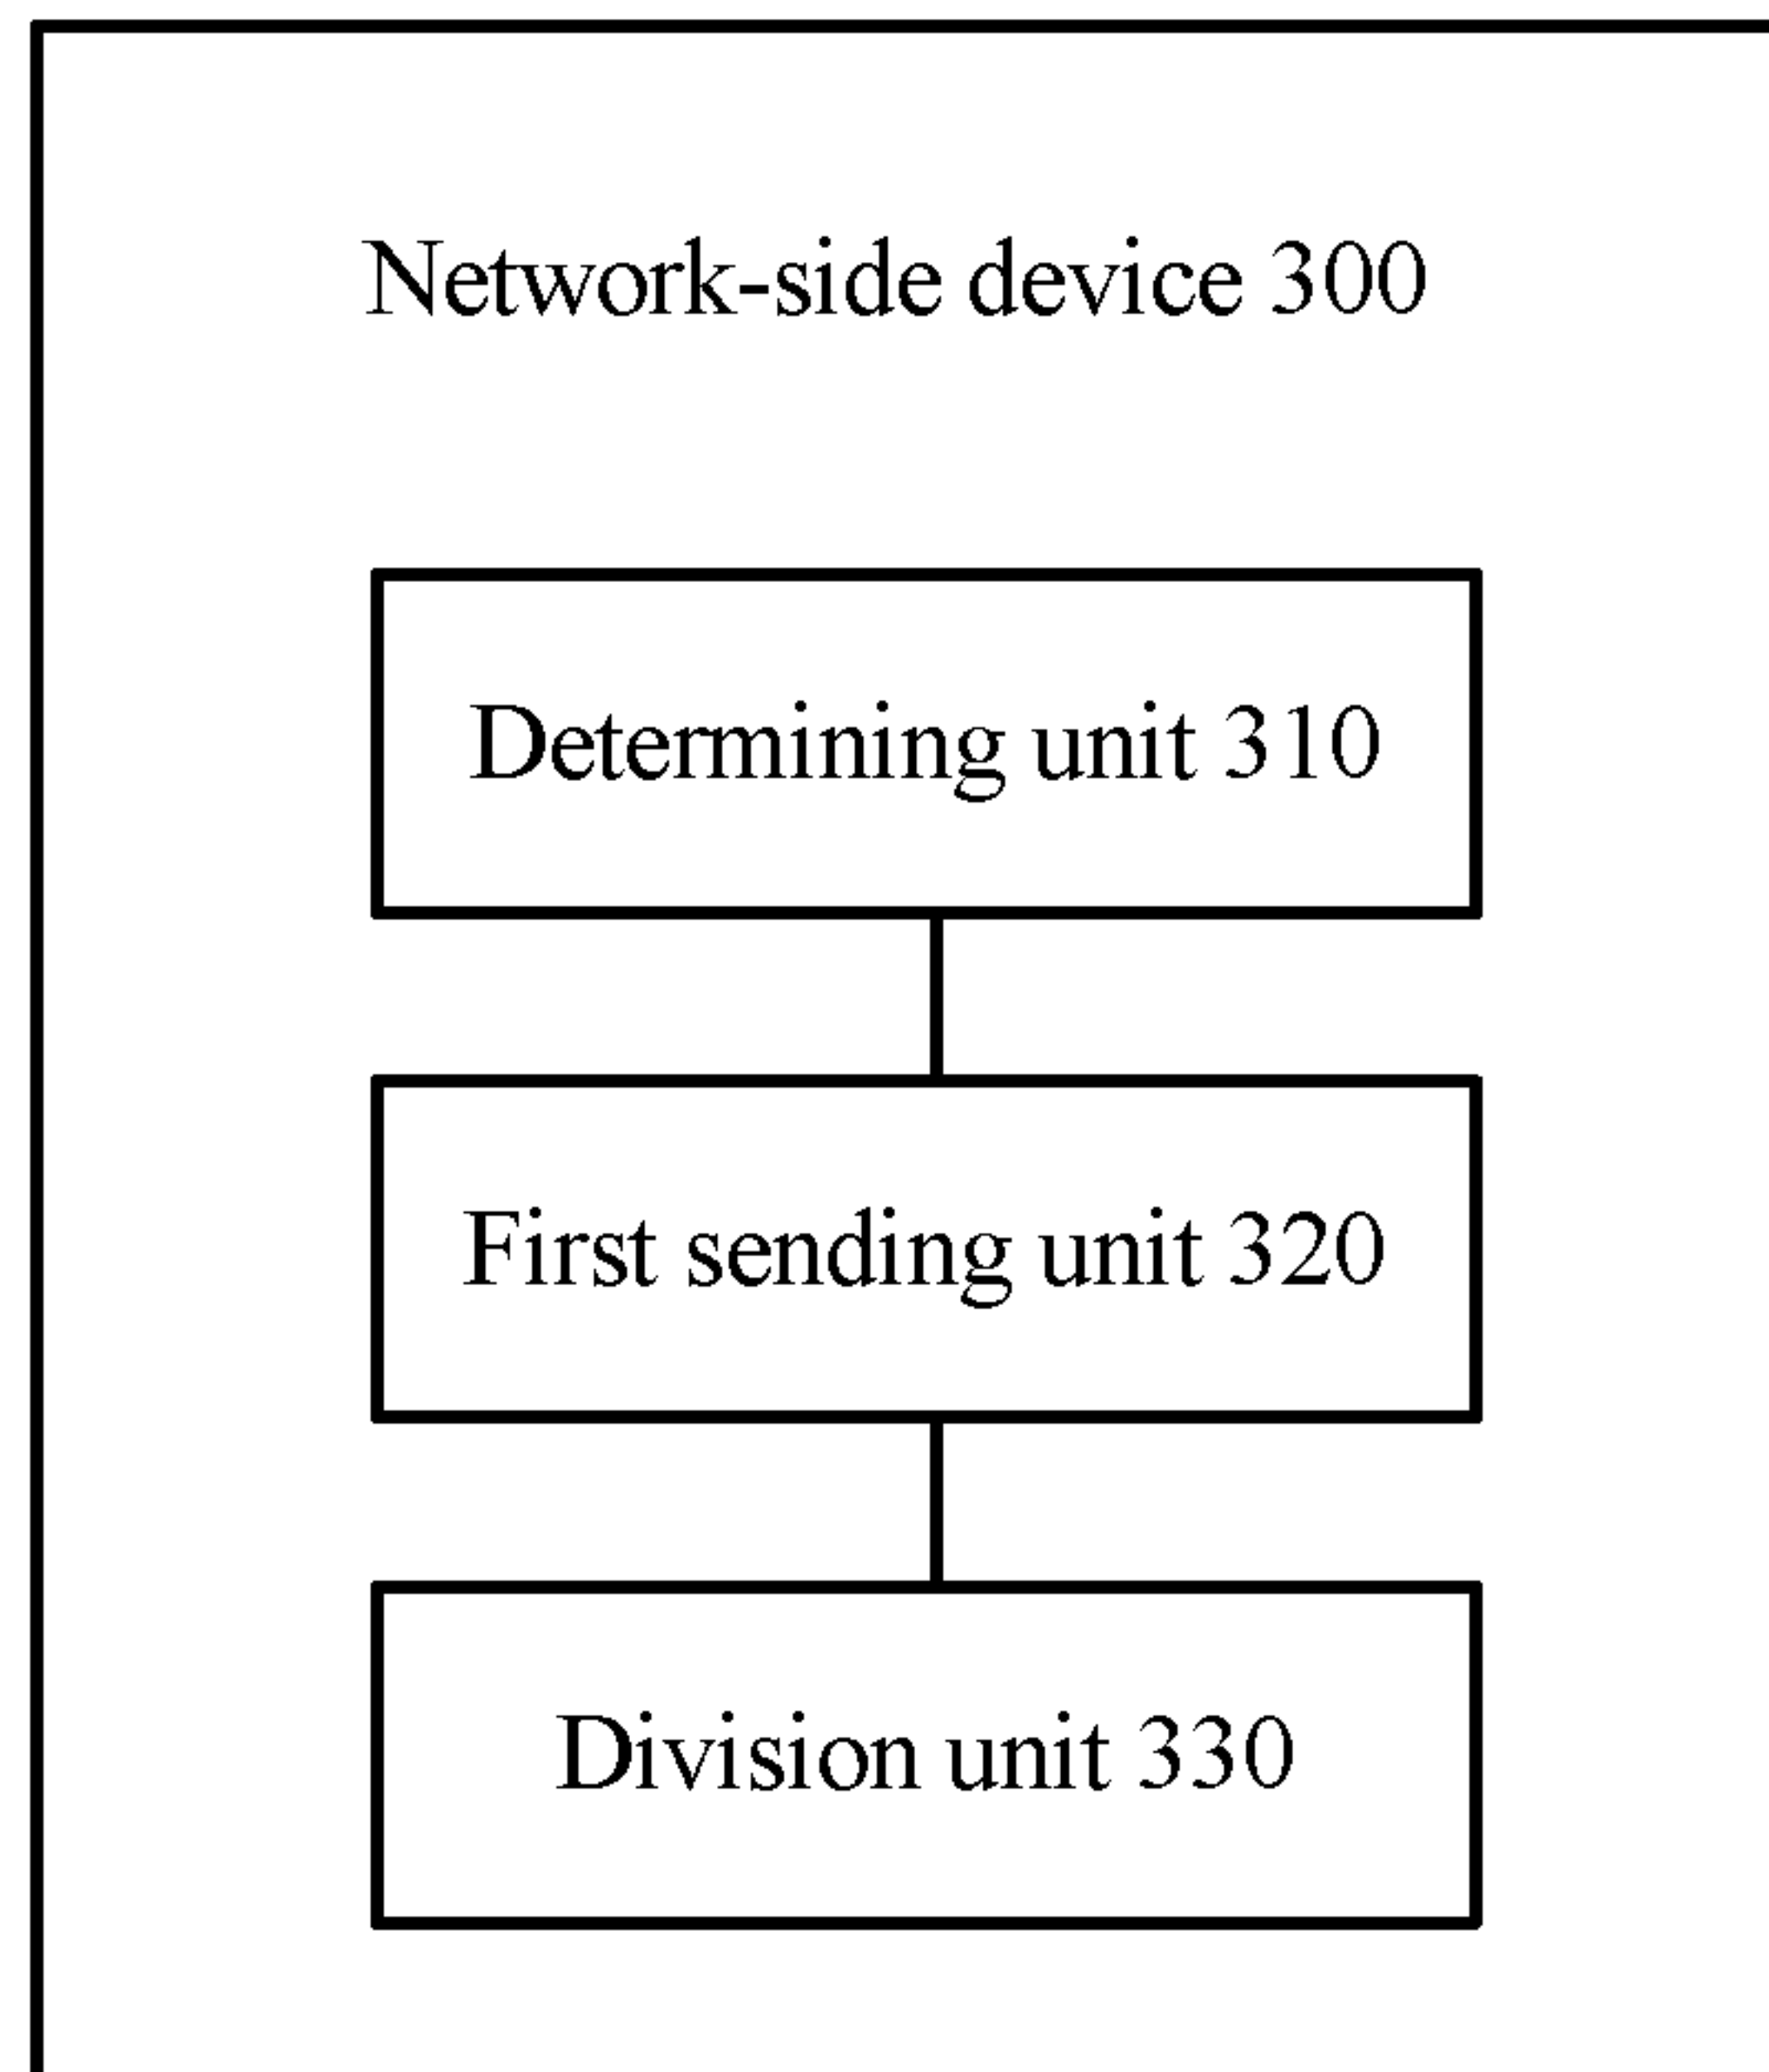 Network-side device 300
Determining unit 310
First sending unit 320
Division unit 330